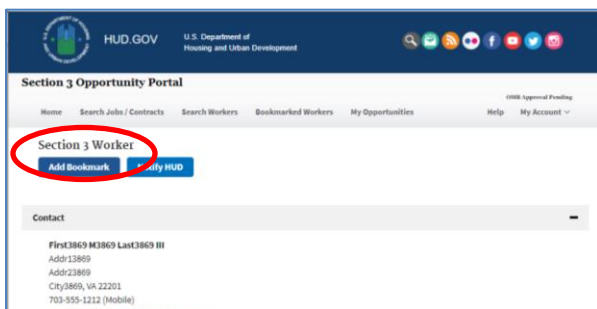 HUD.GOV
U.S. Department of
Housing and Urban Development
Section 3 Opportunity Portal
OMB Approval Pending
Home Search Jobs / Contracts Search Workers Bookmarked Workers My Opportunities Help My Account
Section 3 Worker
Add Bookmark Notify HUD
Contact
First3869 M3869 Last3869 III
Addr13869
Addr23869
City3869, VA 22201
703-555-1212 (Mobile)